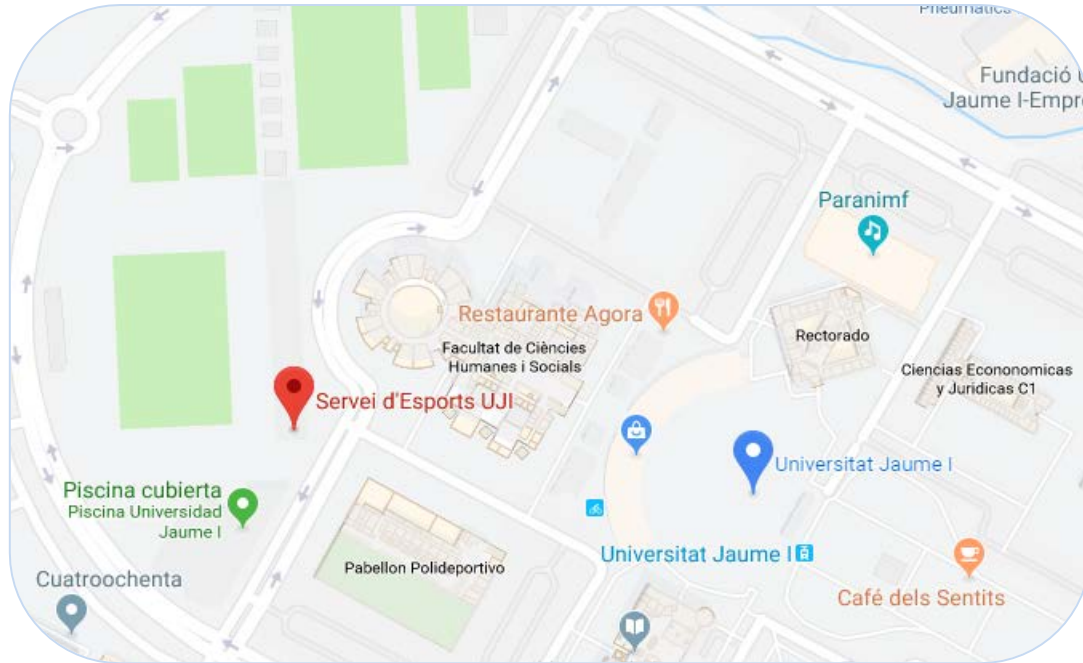 Pneumatics
Fundació
Jaume I-Empre
Paranimf
Restaurante Agora
Rectorado
Facultat de Ciències
Humanes i Socials
Ciencias Econonomicas
y Juridicas C1
Servei d'Esports UJI
Universitat Jaume I
Piscina cubierta
Piscina Universidad
Jaume I
Universitat Jaume I
Pabellon Polideportivo
Cuatroochenta
Café dels Sentits